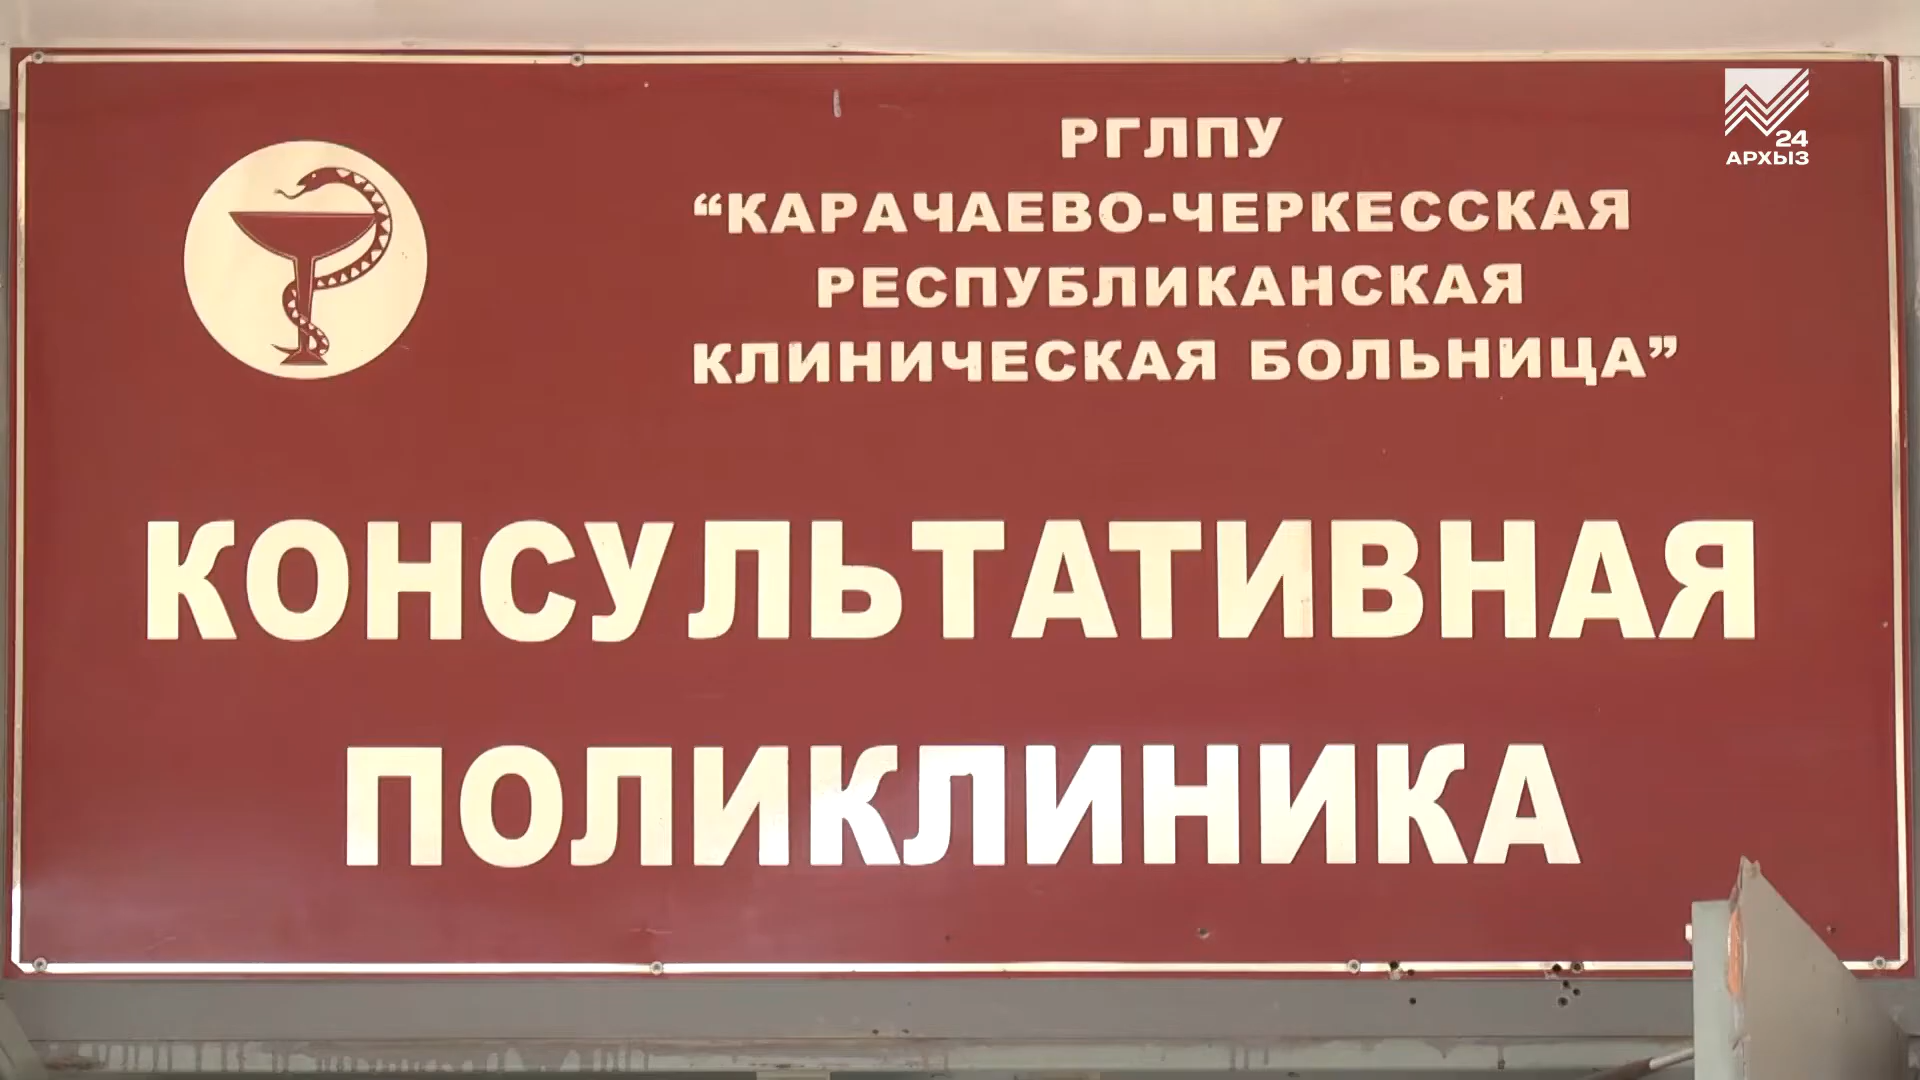 РГЛПУ
“КАРАЧАЕВО-ЧЕРКЕССКАЯ
РЕСПУБЛИКАНСКАЯ
КЛИНИЧЕСКАЯ БОЛЬНИЦА”
КОНСУЛЬТАТИВНАЯ
ПОЛИКЛИНИКА
24
АРХЫЗ